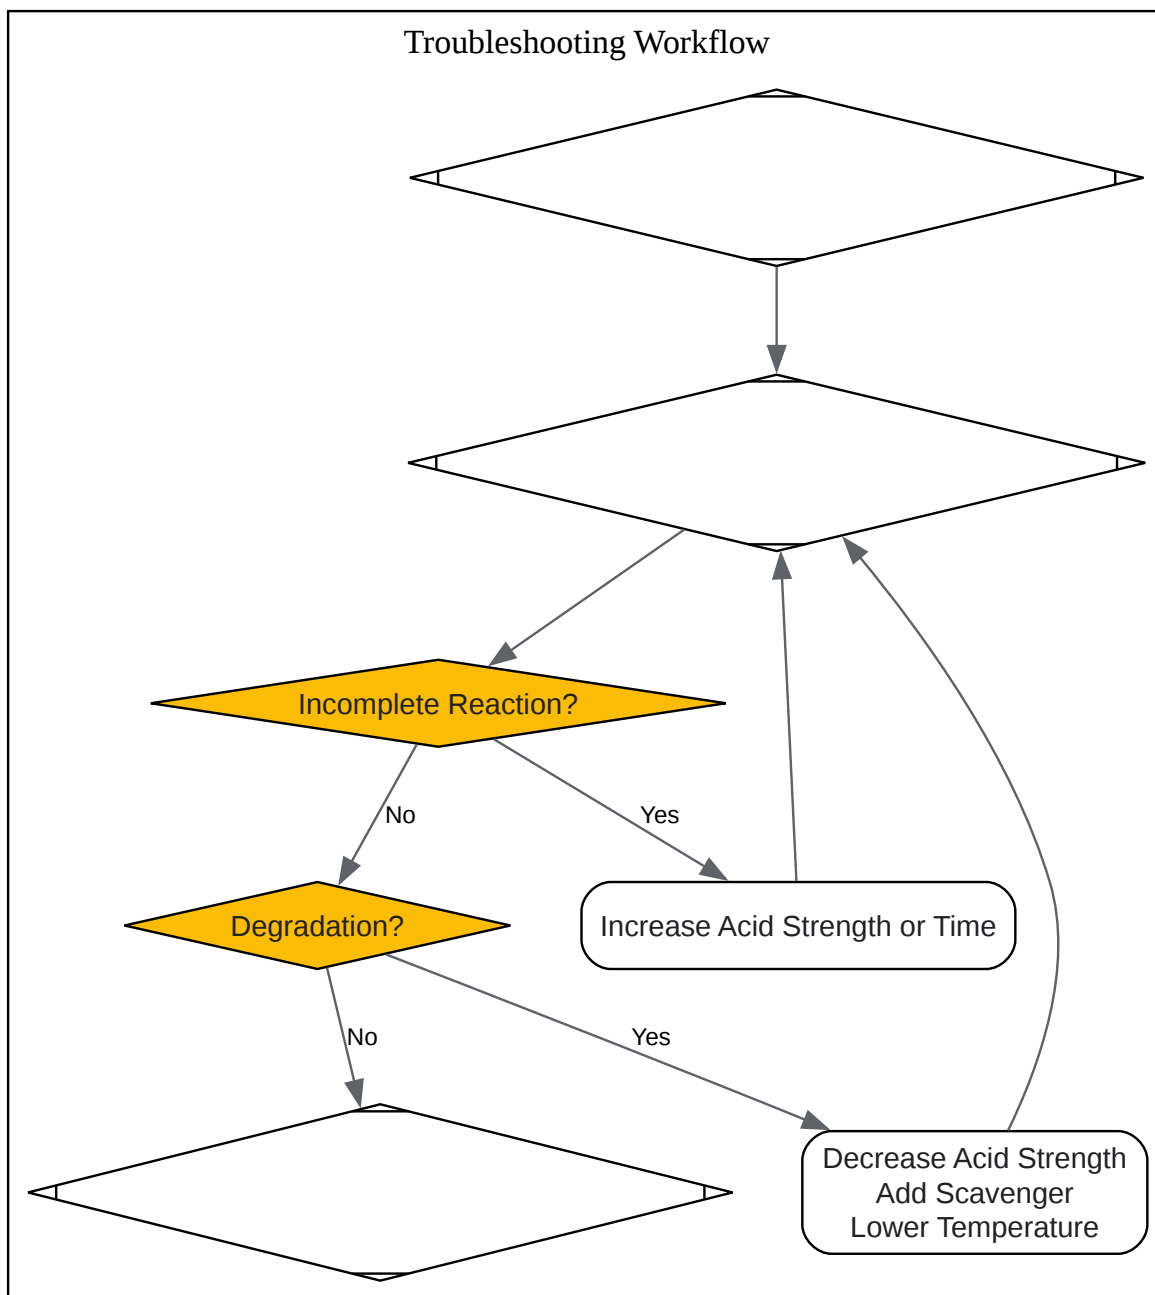 Troubleshooting Workflow
Incomplete Reaction?
No
Yes
Degradation?
Increase Acid Strength or Time
No
Yes
Decrease Acid Strength
Add Scavenger
Lower Temperature